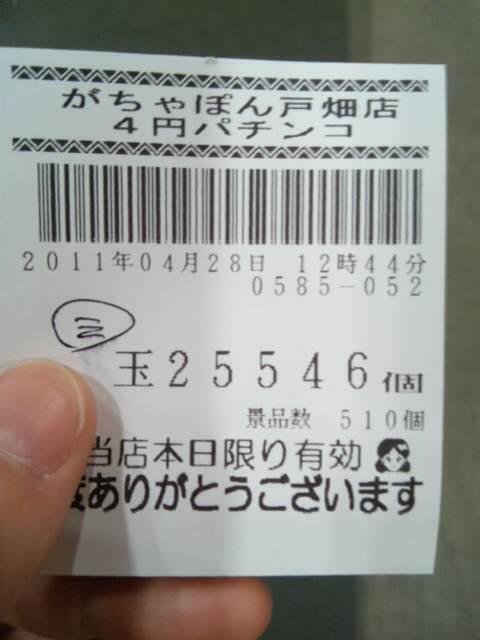 がちゃぽん戸畑店
4円パチンコ
2011年04月28日 12時44分
0585-052
三
玉25546個
景品数 510個
当店本日限り有効
ありがとうございます